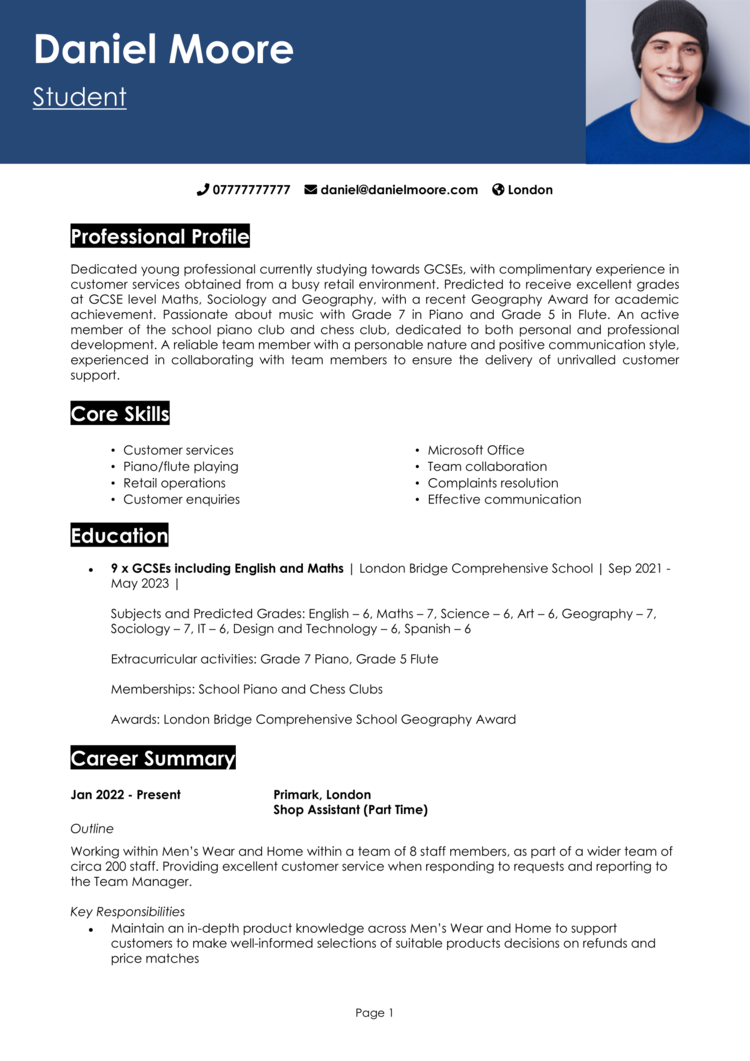 Daniel Moore
Student
07777777777 daniel@danielmoore.com London
Professional Profile
Dedicated young professional currently studying towards GCSEs, with complimentary experience in
customer services obtained from a busy retail environment. Predicted to receive excellent grades
at GCSE level Maths, Sociology and Geography, with a recent Geography Award for academic
achievement. Passionate about music with Grade 7 in Piano and Grade 5 in Flute. An active
member of the school piano club and chess club, dedicated to both personal and professional
development. A reliable team member with a personable nature and positive communication style,
experienced in collaborating with team members to ensure the delivery of unrivalled customer
support.
Core Skills
• Customer services
• Piano/flute playing
• Retail operations
• Customer enquiries
• Microsoft Office
• Team collaboration
• Complaints resolution
• Effective communication
Education
• 9 x GCSEs including English and Maths | London Bridge Comprehensive School | Sep 2021 -
May 2023 |
Subjects and Predicted Grades: English – 6, Maths – 7, Science – 6, Art – 6, Geography – 7,
Sociology – 7, IT – 6, Design and Technology – 6, Spanish – 6
Extracurricular activities: Grade 7 Piano, Grade 5 Flute
Memberships: School Piano and Chess Clubs
Awards: London Bridge Comprehensive School Geography Award
Career Summary
Jan 2022 - Present Primark, London
Shop Assistant (Part Time)
Outline
Working within Men’s Wear and Home within a team of 8 staff members, as part of a wider team of
circa 200 staff. Providing excellent customer service when responding to requests and reporting to
the Team Manager.
Key Responsibilities
• Maintain an in-depth product knowledge across Men’s Wear and Home to support
customers to make well-informed selections of suitable products decisions on refunds and
price matches
Page 1